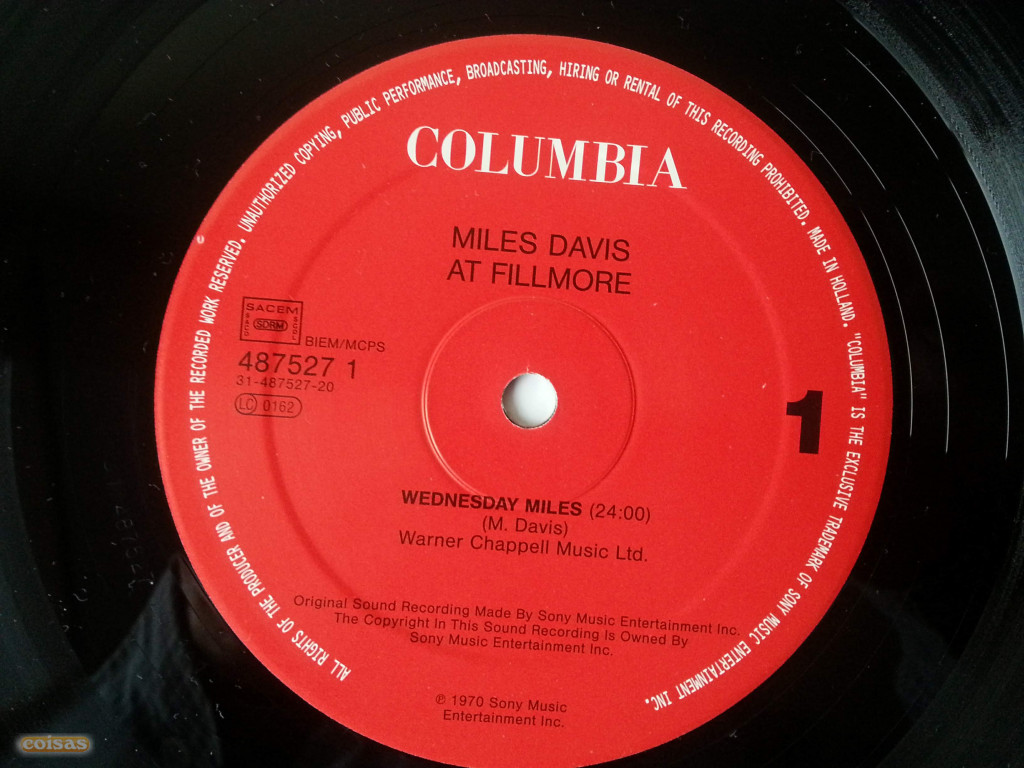 ALL RIGHTS OF THE PRODUCER AND OF THE OWNER OF THE RECORDED WORK RESERVED. UNAUTHORIZED COPYING, PUBLIC PERFORMANCE, BROADCASTING, HIRING OR RENTAL OF THIS RECORDING PROHIBITED. MADE IN HOLLAND. "COLUMBIA" IS THE EXCLUSIVE TRADEMARK OF SONY MUSIC ENTERTAINMENT INC.
COLUMBIA
MILES DAVIS
AT FILLMORE
SACEM
SDRM
BIEM/MCPS
487527 1
31-487527-20
LC 0162
1
WEDNESDAY MILES (24:00)
(M. Davis)
Warner Chappell Music Ltd.
Original Sound Recording Made By Sony Music Entertainment Inc.
The Copyright In This Sound Recording Is Owned By
Sony Music Entertainment Inc.
℗ 1970 Sony Music
Entertainment Inc.
coisas